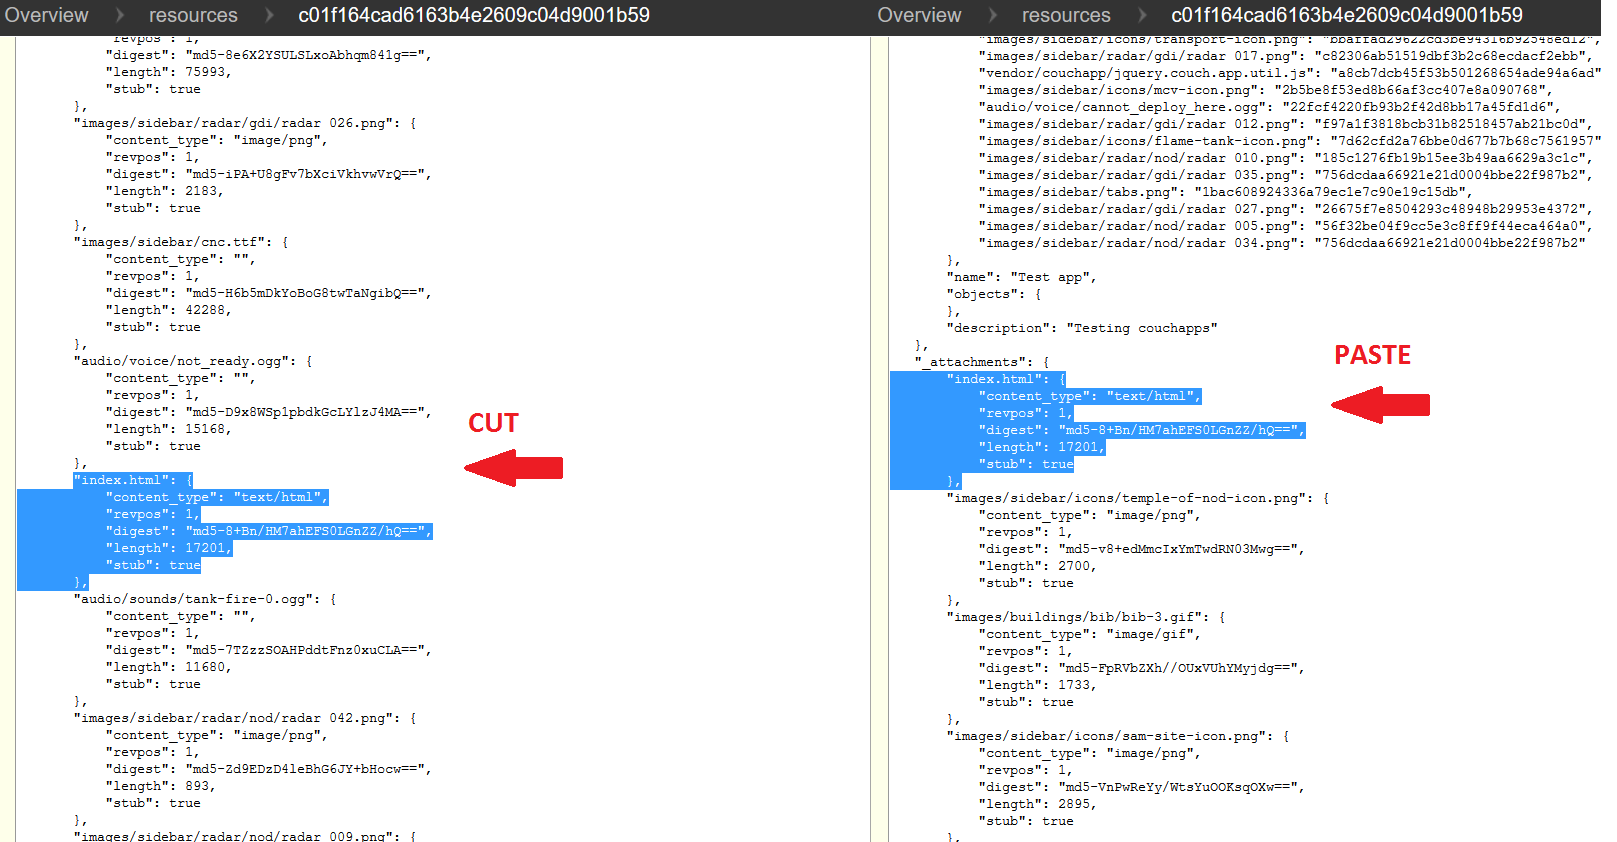 Overview > resources > c01f164cad6163b4e2609c04d9001b59
revpos": 1,
"digest": "md5-8e6X2YSULSLxoAbhqm841g==",
"length": 75993,
"stub": true
},
"images/sidebar/radar/gdi/radar 026.png": {
"content_type": "image/png",
"revpos": 1,
"digest": "md5-iPA+U8gFv7bXciVkhvwVrQ==",
"length": 2183,
"stub": true
},
"images/sidebar/cnc.ttf": {
"content_type": "",
"revpos": 1,
"digest": "md5-H6b5mDkYoBoG8twTaNgibQ==",
"length": 42288,
"stub": true
},
"audio/voice/not_ready.ogg": {
"content_type": "",
"revpos": 1,
"digest": "md5-D9x8WSp1pbdkGcLYlzJ4MA==",
"length": 15168,
"stub": true
},
"index.html": {
"content_type": "text/html",
"revpos": 1,
"digest": "md5-8+Bn/HM7ahEFS0LGnZZ/hQ==",
"length": 17201,
"stub": true
},
"audio/sounds/tank-fire-0.ogg": {
"content_type": "",
"revpos": 1,
"digest": "md5-7TZzzSOAHPddtFnz0xuCLA==",
"length": 11680,
"stub": true
},
"images/sidebar/radar/nod/radar 042.png": {
"content_type": "image/png",
"revpos": 1,
"digest": "md5-Zd9EDzD4leBhG6JY+bHocw==",
"length": 893,
"stub": true
},
"images/sidebar/radar/nod/radar 009.png": {
CUT
Overview > resources > c01f164cad6163b4e2609c04d9001b59
"images/sidebar/icons/transport-icon.png": "bbaffad29622cd3be94316b92548ed12",
"images/sidebar/radar/gdi/radar 017.png": "c82306ab51519dbf3b2c68ecdacf2ebb",
"vendor/couchapp/jquery.couch.app.util.js": "a8cb7dcb45f53b501268654ade94a6ad"
"images/sidebar/icons/mcv-icon.png": "2b5be8f53ed8b66af3cc407e8a090768",
"audio/voice/cannot_deploy_here.ogg": "22fcf4220fb93b2f42d8bb17a45fd1d6",
"images/sidebar/radar/gdi/radar 012.png": "f97a1f3818bcb31b82518457ab21bc0d",
"images/sidebar/icons/flame-tank-icon.png": "7d62cfd2a76bbe0d677b7b68c7561957"
"images/sidebar/radar/nod/radar 010.png": "185c1276fb19b15ee3b49aa6629a3c1c",
"images/sidebar/radar/gdi/radar 035.png": "756dcdaa66921e21d0004bbe22f987b2",
"images/sidebar/tabs.png": "1bac608924336a79ec1e7c90e19c15db",
"images/sidebar/radar/gdi/radar 027.png": "26675f7e8504293c48948b29953e4372",
"images/sidebar/radar/nod/radar 005.png": "56f32be04f9cc5e3c8ff9f44eca464a0",
"images/sidebar/radar/nod/radar 034.png": "756dcdaa66921e21d0004bbe22f987b2"
},
"name": "Test app",
"objects": {
},
"description": "Testing couchapps"
},
"_attachments": {
"index.html": {
"content_type": "text/html",
"revpos": 1,
"digest": "md5-8+Bn/HM7ahEFS0LGnZZ/hQ==",
"length": 17201,
"stub": true
},
"images/sidebar/icons/temple-of-nod-icon.png": {
"content_type": "image/png",
"revpos": 1,
"digest": "md5-v8+edMmcIxYmTwdRN03Mwg==",
"length": 2700,
"stub": true
},
"images/buildings/bib/bib-3.gif": {
"content_type": "image/gif",
"revpos": 1,
"digest": "md5-FpRVbZXh//OUxVUhYMyjdg==",
"length": 1733,
"stub": true
},
"images/sidebar/icons/sam-site-icon.png": {
"content_type": "image/png",
"revpos": 1,
"digest": "md5-VnPwReYy/WtsYuOOKsqOXw==",
"length": 2895,
"stub": true
},
PASTE